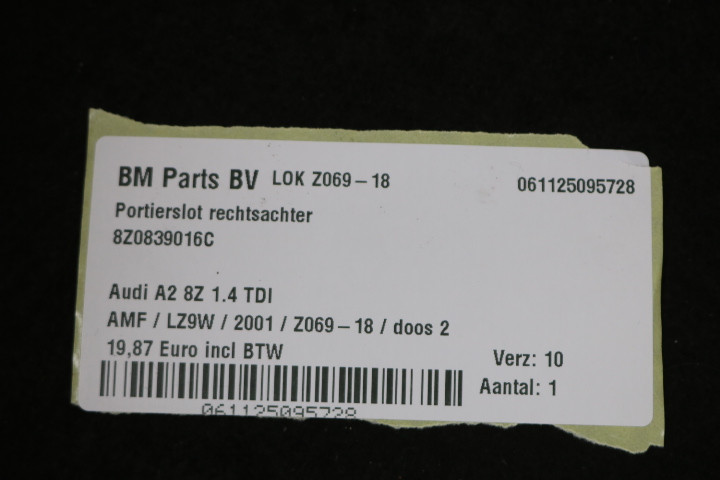 BM Parts BV LOK Z069-18 061125095728
Portierslot rechtsachter
8Z0839016C
Audi A2 8Z 1.4 TDI
AMF / LZ9W / 2001 / Z069-18 / doos 2
19,87 Euro incl BTW Verz: 10
Aantal: 1
061125095728